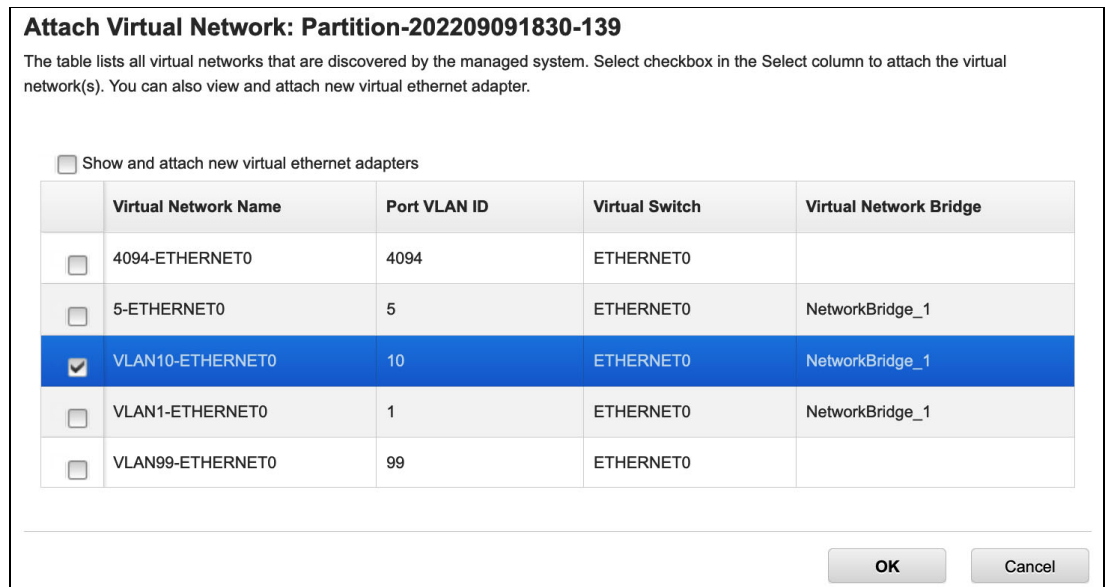 Attach Virtual Network: Partition-202209091830-139
The table lists all virtual networks that are discovered by the managed system. Select checkbox in the Select column to attach the virtual
network(s). You can also view and attach new virtual ethernet adapter.
Show and attach new virtual ethernet adapters
Virtual Network Name Port VLAN ID Virtual Switch Virtual Network Bridge
4094-ETHERNET0 4094 ETHERNET0
5-ETHERNET0 5 ETHERNET0 NetworkBridge_1
VLAN10-ETHERNET0 10 ETHERNET0 NetworkBridge_1
VLAN1-ETHERNET0 1 ETHERNET0 NetworkBridge_1
VLAN99-ETHERNET0 99 ETHERNET0
OK Cancel